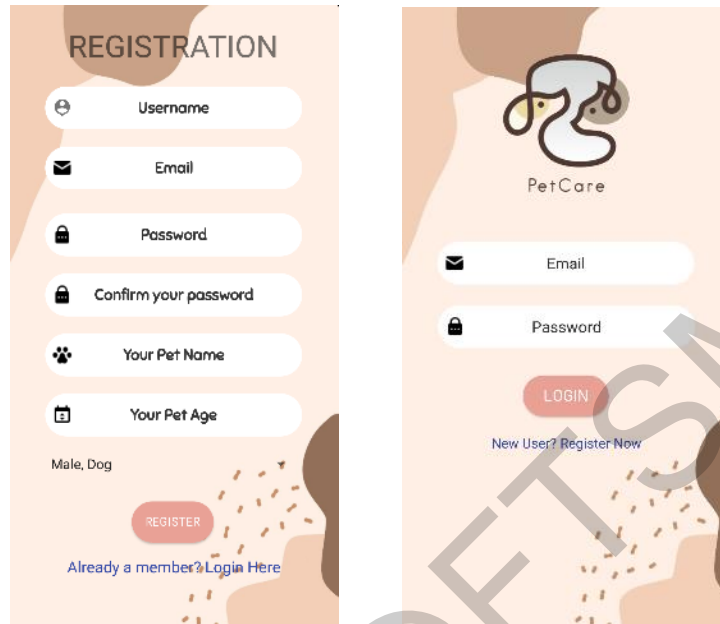 REGISTRATION
Username
Email
Password
Confirm your password
Your Pet Name
Your Pet Age
Male, Dog
REGISTER
Already a member? Login Here
PetCare
Email
Password
LOGIN
New User? Register Now